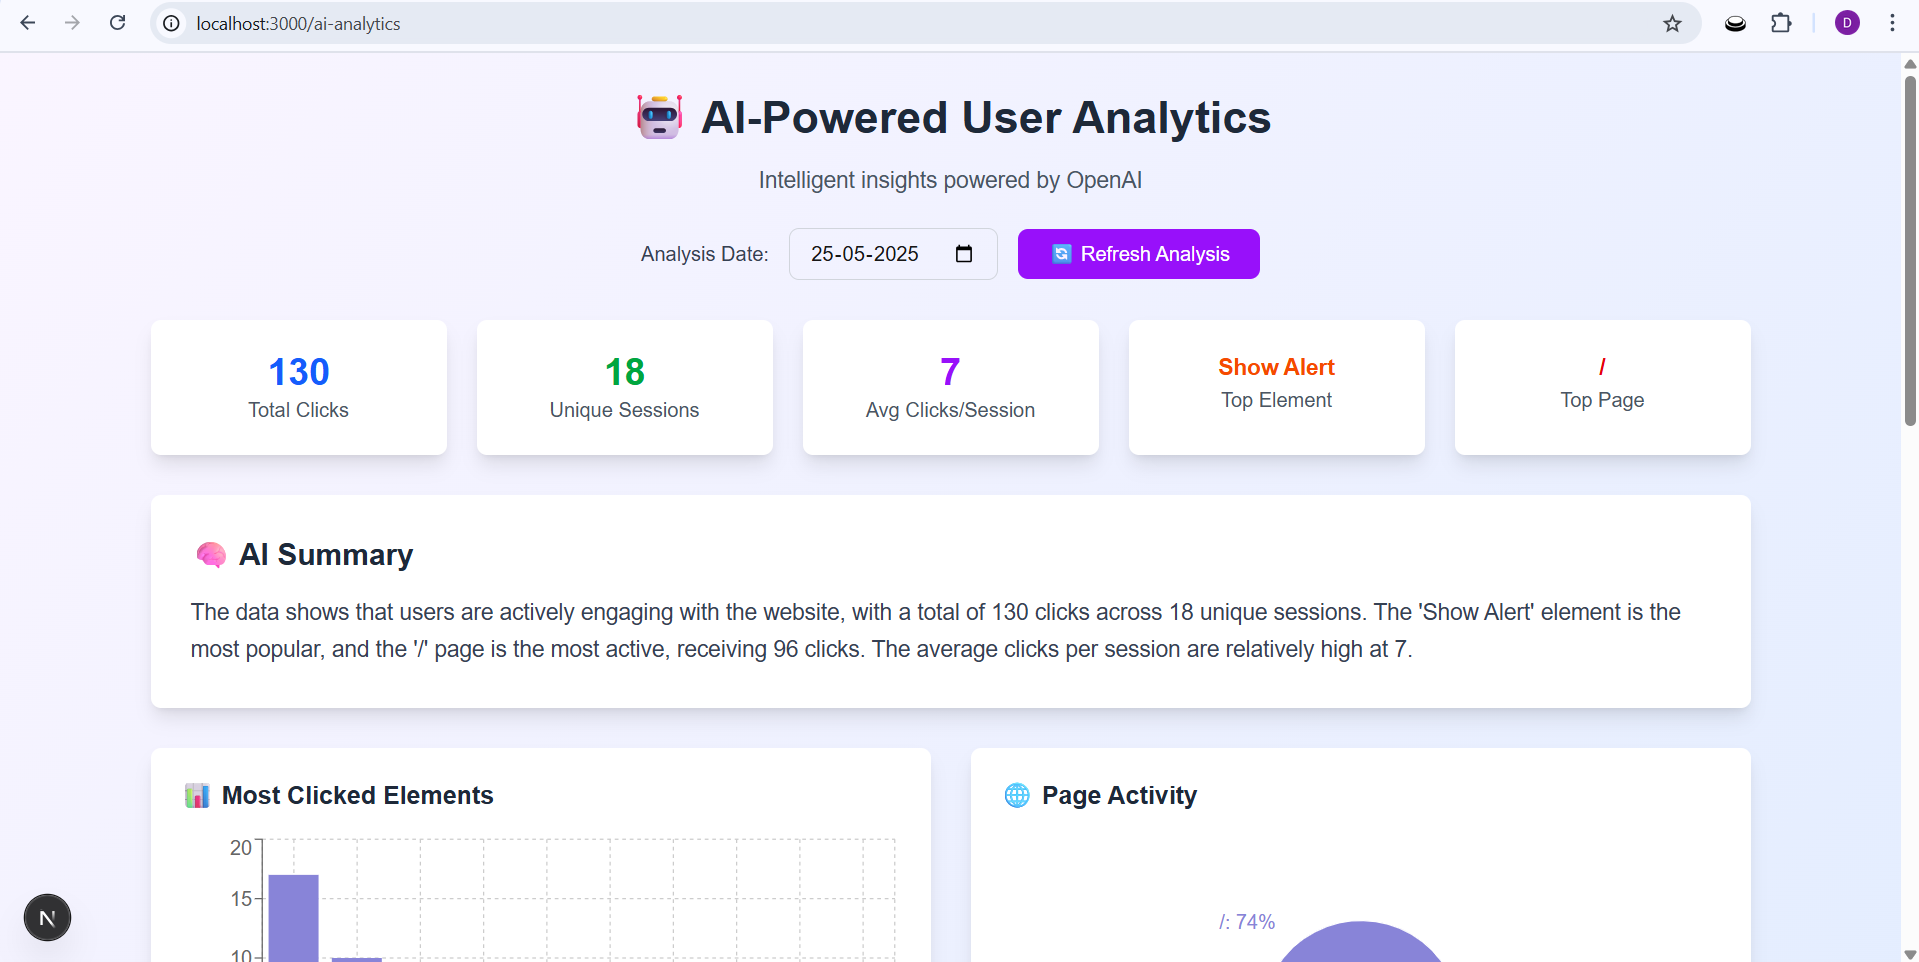 localhost:3000/ai-analytics
D
AI-Powered User Analytics
Intelligent insights powered by OpenAI
Analysis Date:
25-05-2025
Refresh Analysis
130
Total Clicks
18
Unique Sessions
7
Avg Clicks/Session
Show Alert
Top Element
/
Top Page
AI Summary
The data shows that users are actively engaging with the website, with a total of 130 clicks across 18 unique sessions. The 'Show Alert' element is the
most popular, and the '/' page is the most active, receiving 96 clicks. The average clicks per session are relatively high at 7.
Most Clicked Elements
20
15
10
Page Activity
/: 74%
N